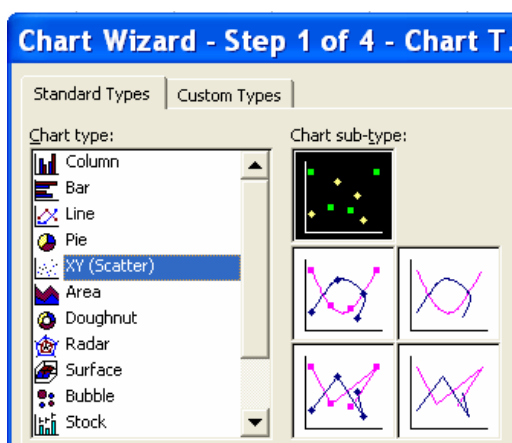 Chart Wizard - Step 1 of 4 - Chart T.
Standard Types
Custom Types
Chart type:
Chart sub-type:
Column
Bar
Line
Pie
XY (Scatter)
Area
Doughnut
Radar
Surface
Bubble
Stock